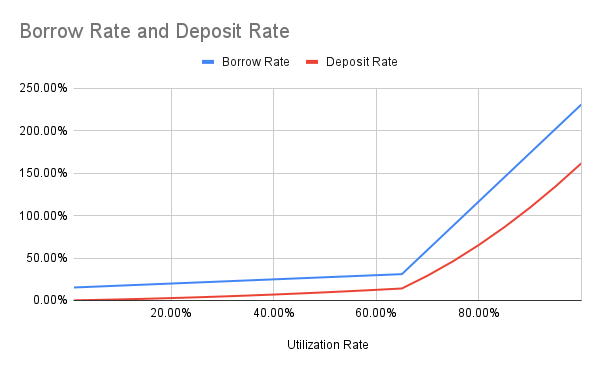 Borrow Rate and Deposit Rate
Borrow Rate Deposit Rate
250.00%
200.00%
150.00%
100.00%
50.00%
0.00%
20.00% 40.00% 60.00% 80.00%
Utilization Rate